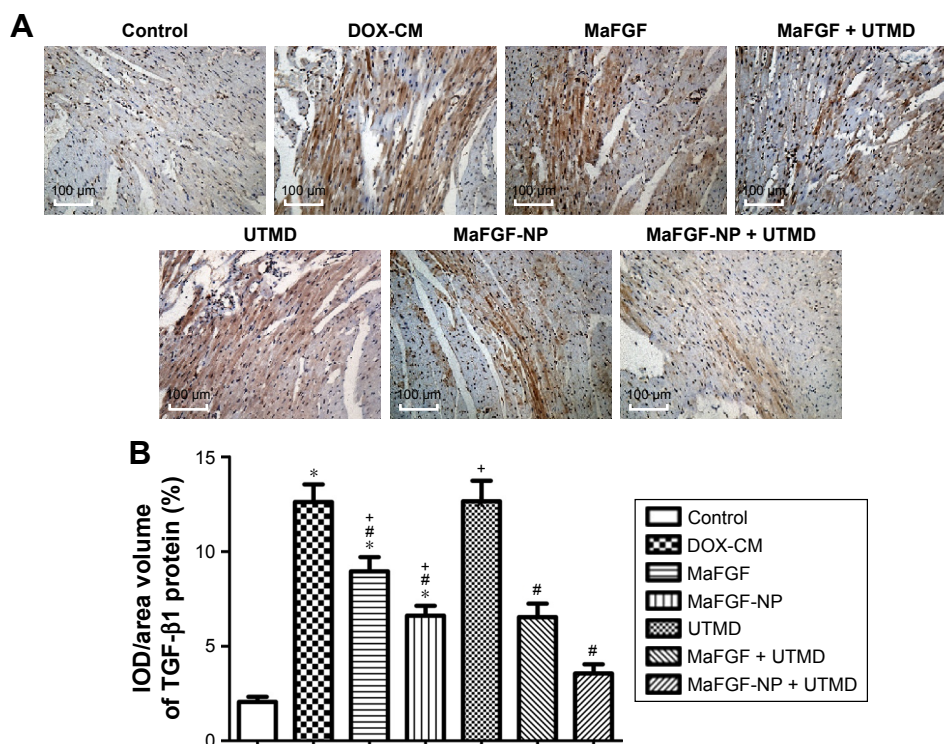 A
Control
DOX-CM
MaFGF
MaFGF + UTMD
100 µm
100 µm
100 µm
100 µm
UTMD
MaFGF-NP
MaFGF-NP + UTMD
100 µm
100 µm
100 µm
B
IOD/area volume
of TGF-β1 protein (%)
15
10
5
0
*
+
#
*
+
#
*
+
#
#
Control
DOX-CM
MaFGF
MaFGF-NP
UTMD
MaFGF + UTMD
MaFGF-NP + UTMD